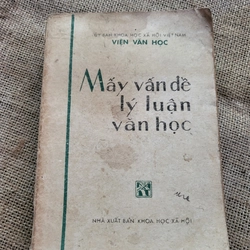 ỦY BAN KHOA HỌC XÃ HỘI VIỆT NAM
VIỆN VĂN HỌC
Mấy vấn đề
lý luận
văn học
NHÀ XUẤT BẢN KHOA HỌC XÃ HỘI